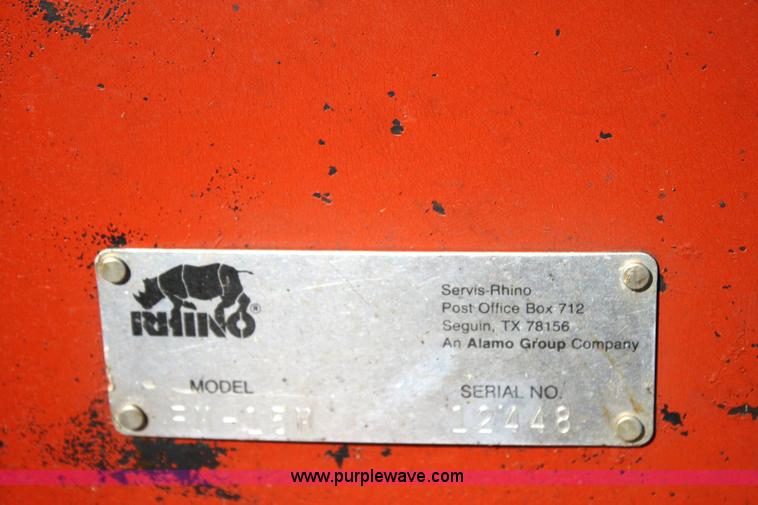 RHINO®
Servis-Rhino
Post Office Box 712
Seguin, TX 78156
An Alamo Group Company
MODEL
SERIAL NO.
12448
www.purplewave.com